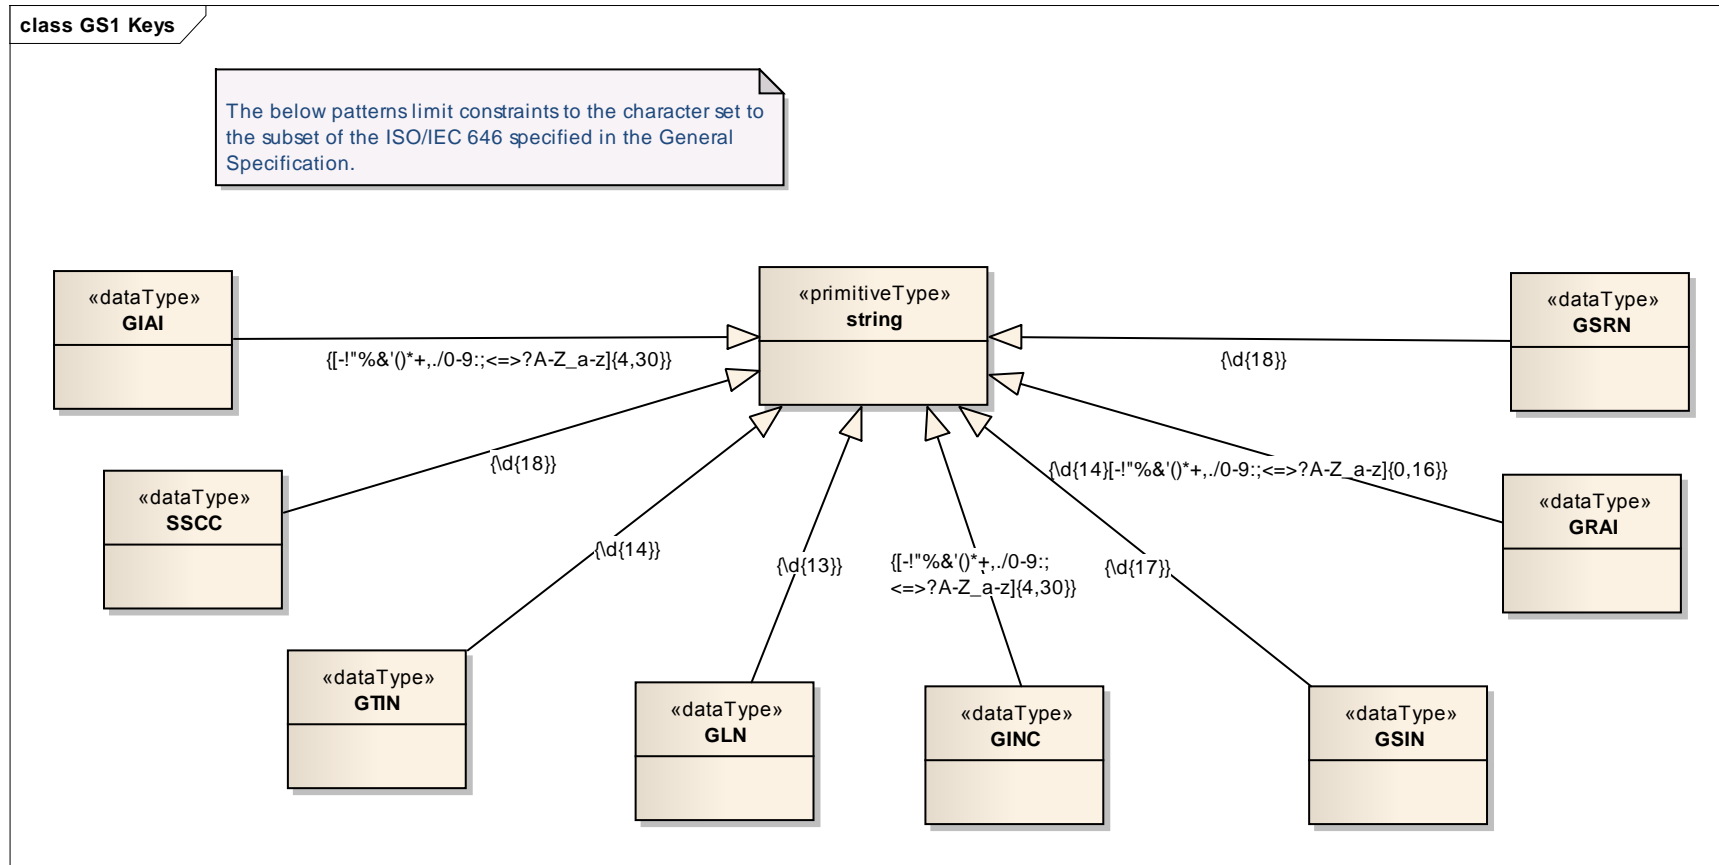 class GS1 Keys
The below patterns limit constraints to the character set to
the subset of the ISO/IEC 646 specified in the General
Specification.
«dataType»
GIAI
{[-!"%&'()*+,./0-9:;<=>?A-Z_a-z]{4,30}}
«primitiveType»
string
«dataType»
GSRN
{\d{18}}
«dataType»
SSCC
{\d{18}}
{\d{14}[-!"%&'()*+,./0-9:;<=>?A-Z_a-z]{0,16}}
«dataType»
GRAI
{\d{14}}
{\d{13}}
{[-!"%&'()*+,./0-9:;
<=>?A-Z_a-z]{4,30}}
{\d{17}}
«dataType»
GTIN
«dataType»
GLN
«dataType»
GINC
«dataType»
GSIN